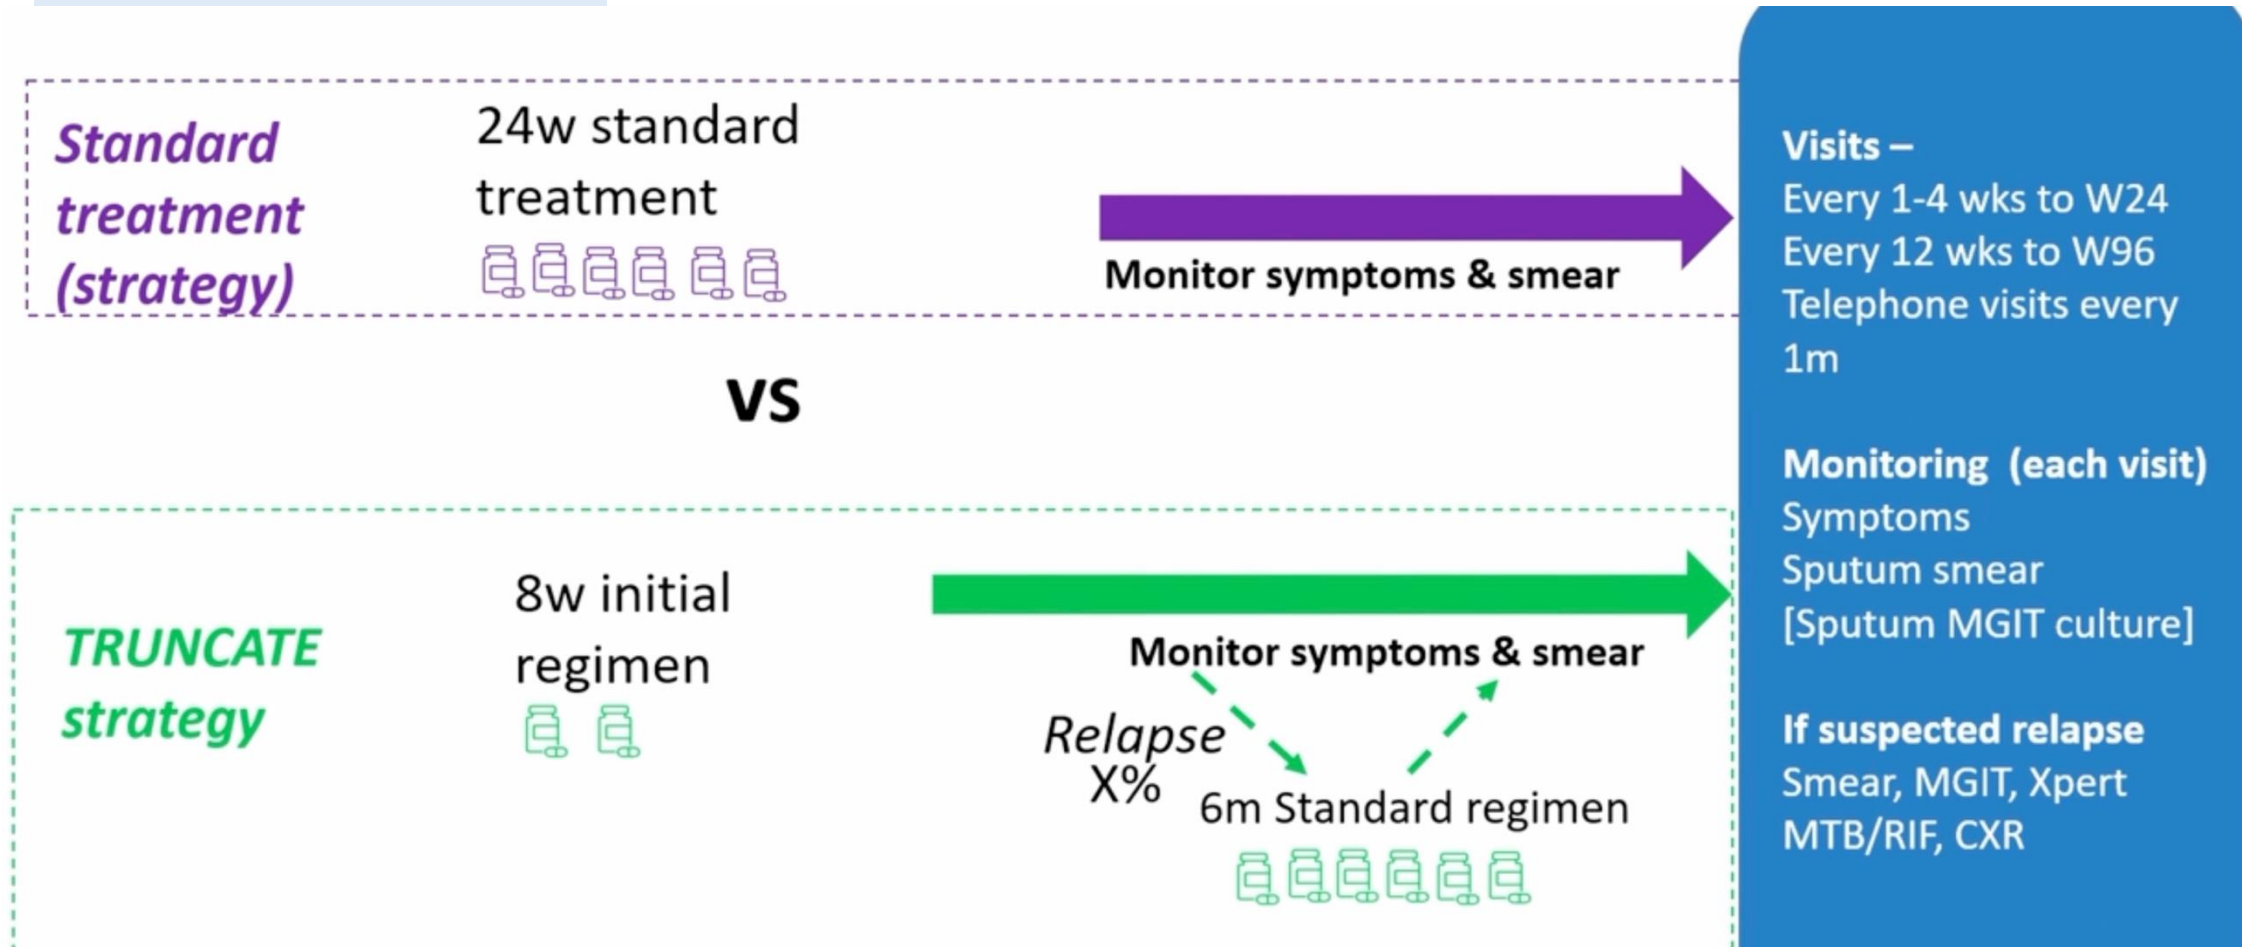 Standard
treatment
(strategy)
24w standard
treatment
Monitor symptoms & smear
vs
TRUNCATE
strategy
8w initial
regimen
Monitor symptoms & smear
Relapse
X%
6m Standard regimen
Visits –
Every 1-4 wks to W24
Every 12 wks to W96
Telephone visits every
1m
Monitoring  (each visit)
Symptoms
Sputum smear
[Sputum MGIT culture]
If suspected relapse
Smear, MGIT, Xpert
MTB/RIF, CXR